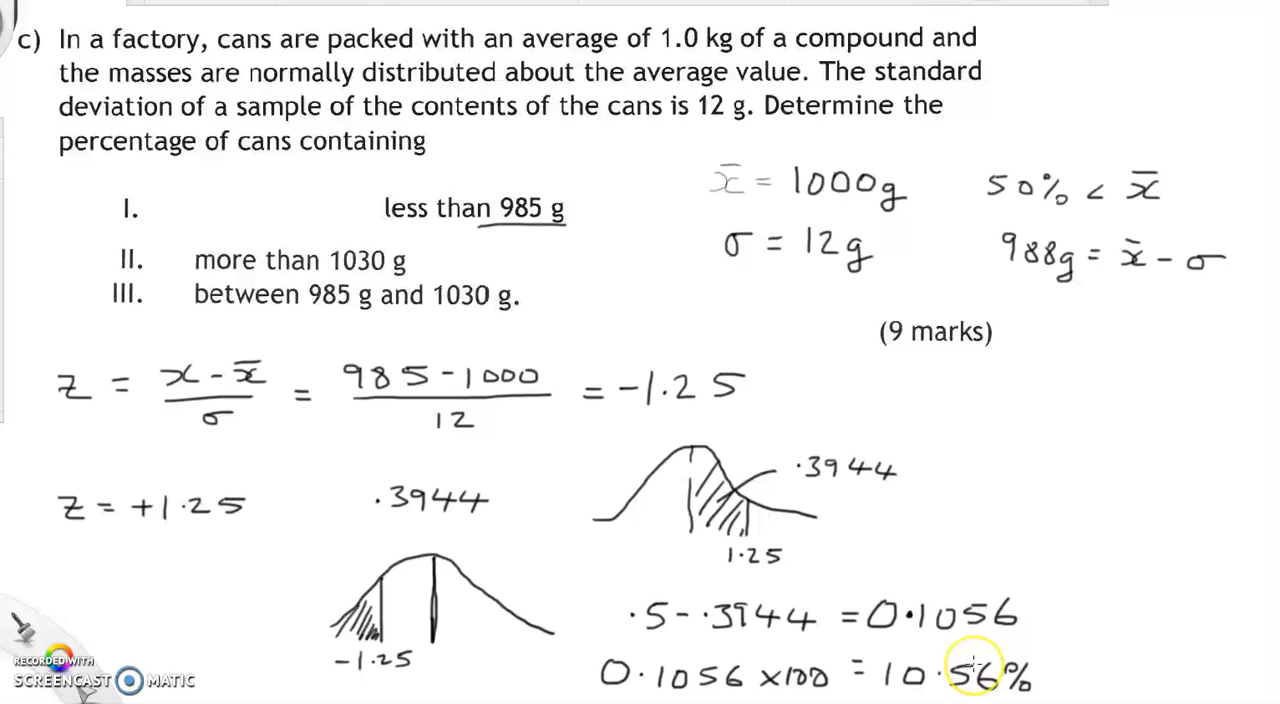 c) In a factory, cans are packed with an average of 1.0 kg of a compound and
the masses are normally distributed about the average value. The standard
deviation of a sample of the contents of the cans is 12 g. Determine the
percentage of cans containing
x̄ = 1000g
50% < x̄
I. less than 985 g
σ = 12g
988g = x̄ - σ
II. more than 1030 g
III. between 985 g and 1030 g.
(9 marks)
z = (x - x̄)/σ = (985 - 1000)/12 = -1.25
z = +1.25 .3944
.3944
1.25
-1.25
.5 - .3944 = 0.1056
0.1056 x100 = 10.56%
RECORDED WITH
SCREENCAST MATIC